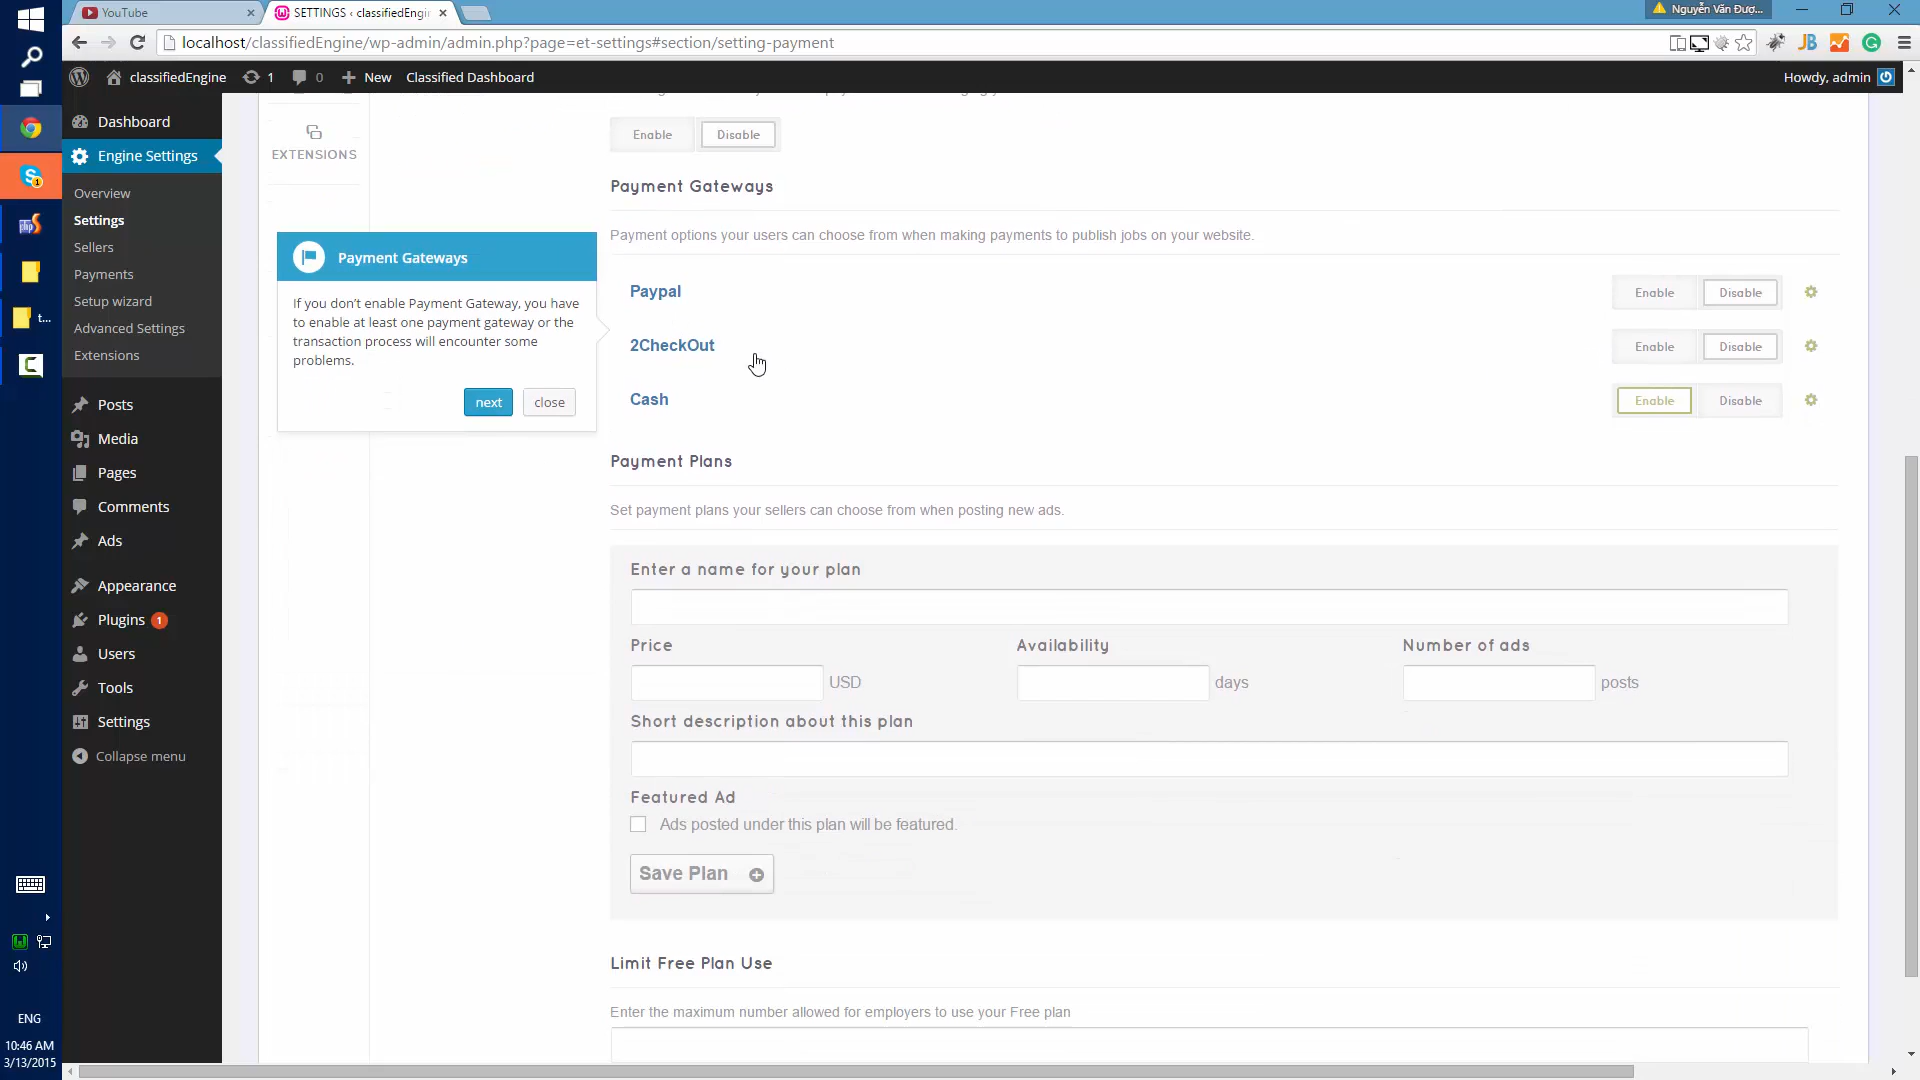 YouTube
SETTINGS ‹ classifiedEngin
Nguyễn Văn Đượ...
localhost/classifiedEngine/wp-admin/admin.php?page=et-settings#section/setting-payment
classifiedEngine
1
0
New
Classified Dashboard
Howdy, admin
Dashboard
Engine Settings
Overview
Settings
Sellers
Payments
Setup wizard
Advanced Settings
Extensions
Posts
Media
Pages
Comments
Ads
Appearance
Plugins 1
Users
Tools
Settings
Collapse menu
t...
ENG
10:46 AM
3/13/2015
EXTENSIONS
Enable
Disable
Payment Gateways
Payment options your users can choose from when making payments to publish jobs on your website.
Payment Gateways
If you don't enable Payment Gateway, you have
to enable at least one payment gateway or the
transaction process will encounter some
problems.
next
close
Paypal
Enable
Disable
2CheckOut
Enable
Disable
Cash
Enable
Disable
Payment Plans
Set payment plans your sellers can choose from when posting new ads.
Enter a name for your plan
Price
Availability
Number of ads
USD
days
posts
Short description about this plan
Featured Ad
Ads posted under this plan will be featured.
Save Plan
Limit Free Plan Use
Enter the maximum number allowed for employers to use your Free plan